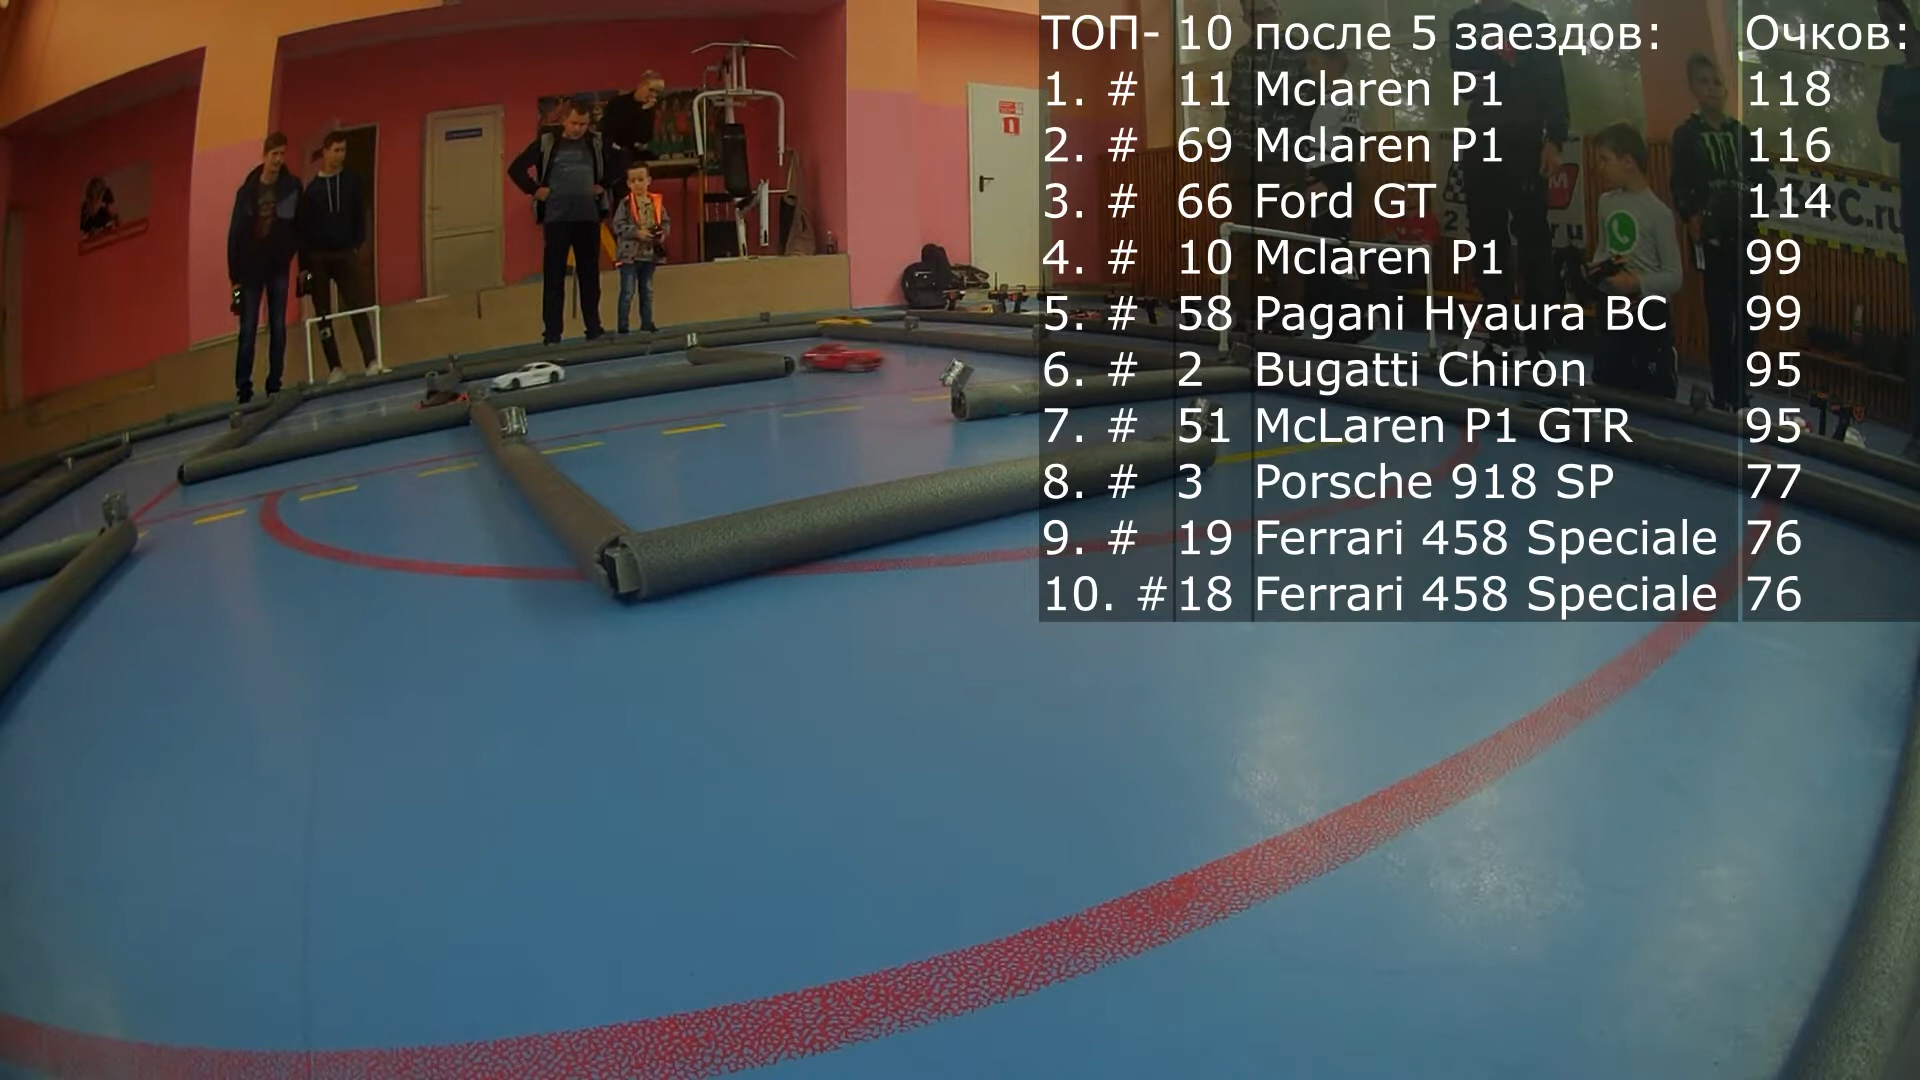 ТОП- 10 после 5 заездов: Очков:
1. # 11 Mclaren P1 118
2. # 69 Mclaren P1 116
3. # 66 Ford GT 114
4. # 10 Mclaren P1 99
5. # 58 Pagani Hyaura BC 99
6. # 2 Bugatti Chiron 95
7. # 51 McLaren P1 GTR 95
8. # 3 Porsche 918 SP 77
9. # 19 Ferrari 458 Speciale 76
10. # 18 Ferrari 458 Speciale 76